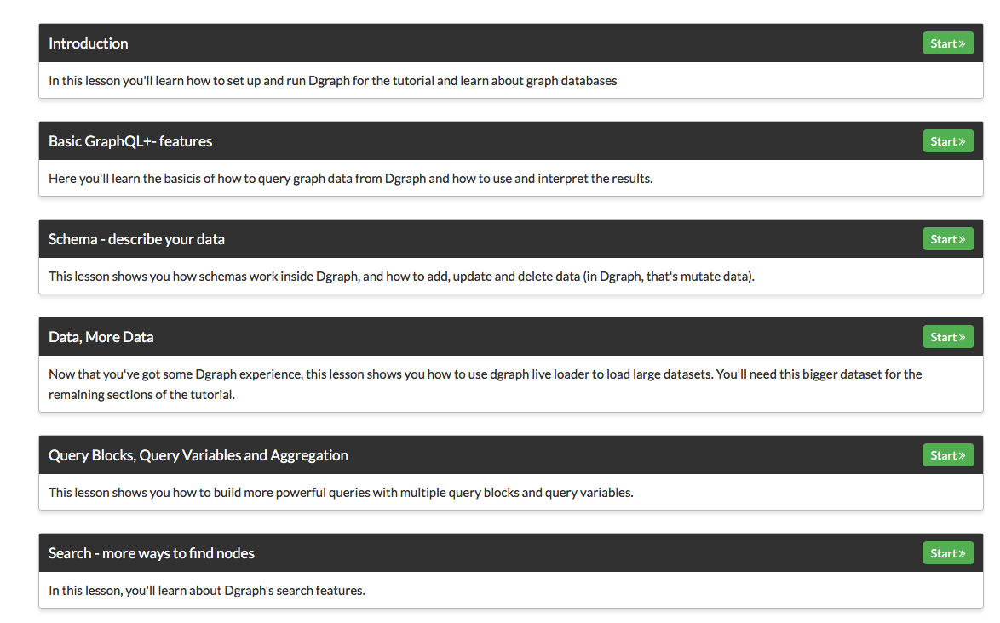 Introduction
Start »
In this lesson you'll learn how to set up and run Dgraph for the tutorial and learn about graph databases
Basic GraphQL+- features
Start »
Here you'll learn the basicis of how to query graph data from Dgraph and how to use and interpret the results.
Schema - describe your data
Start »
This lesson shows you how schemas work inside Dgraph, and how to add, update and delete data (in Dgraph, that's mutate data).
Data, More Data
Start »
Now that you've got some Dgraph experience, this lesson shows you how to use dgraph live loader to load large datasets. You'll need this bigger dataset for the
remaining sections of the tutorial.
Query Blocks, Query Variables and Aggregation
Start »
This lesson shows you how to build more powerful queries with multiple query blocks and query variables.
Search - more ways to find nodes
Start »
In this lesson, you'll learn about Dgraph's search features.